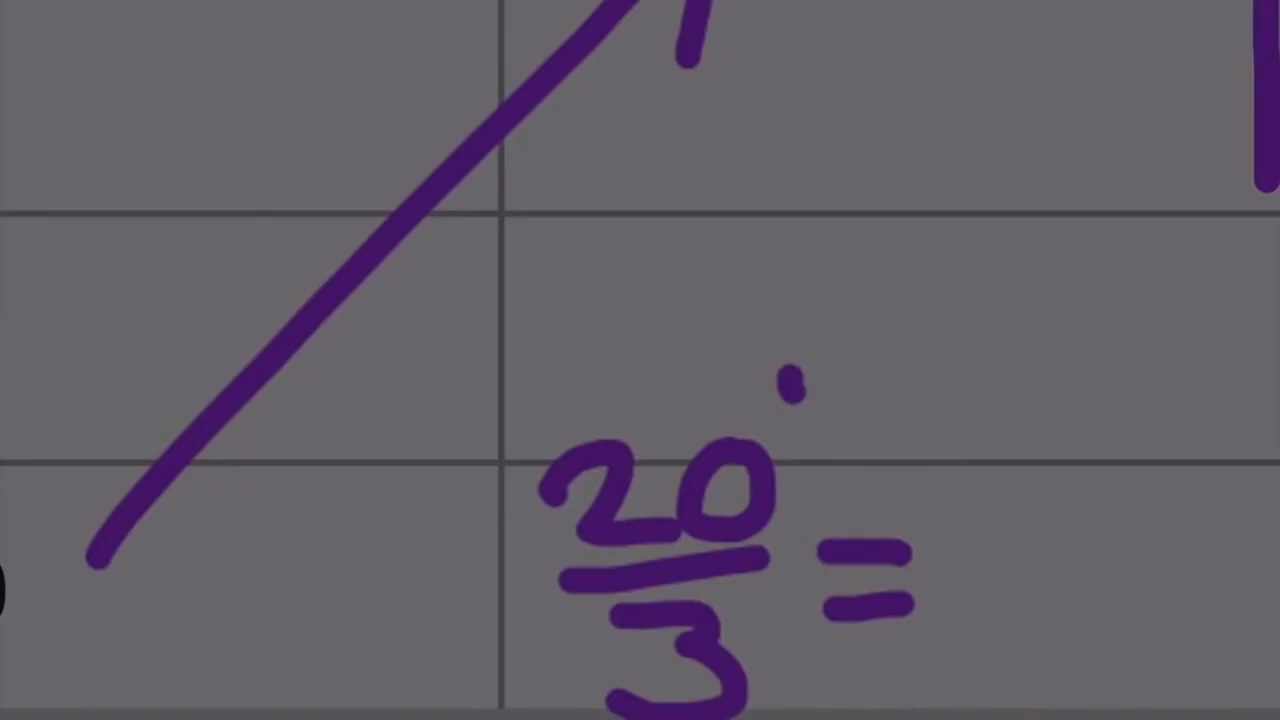 20/3 =